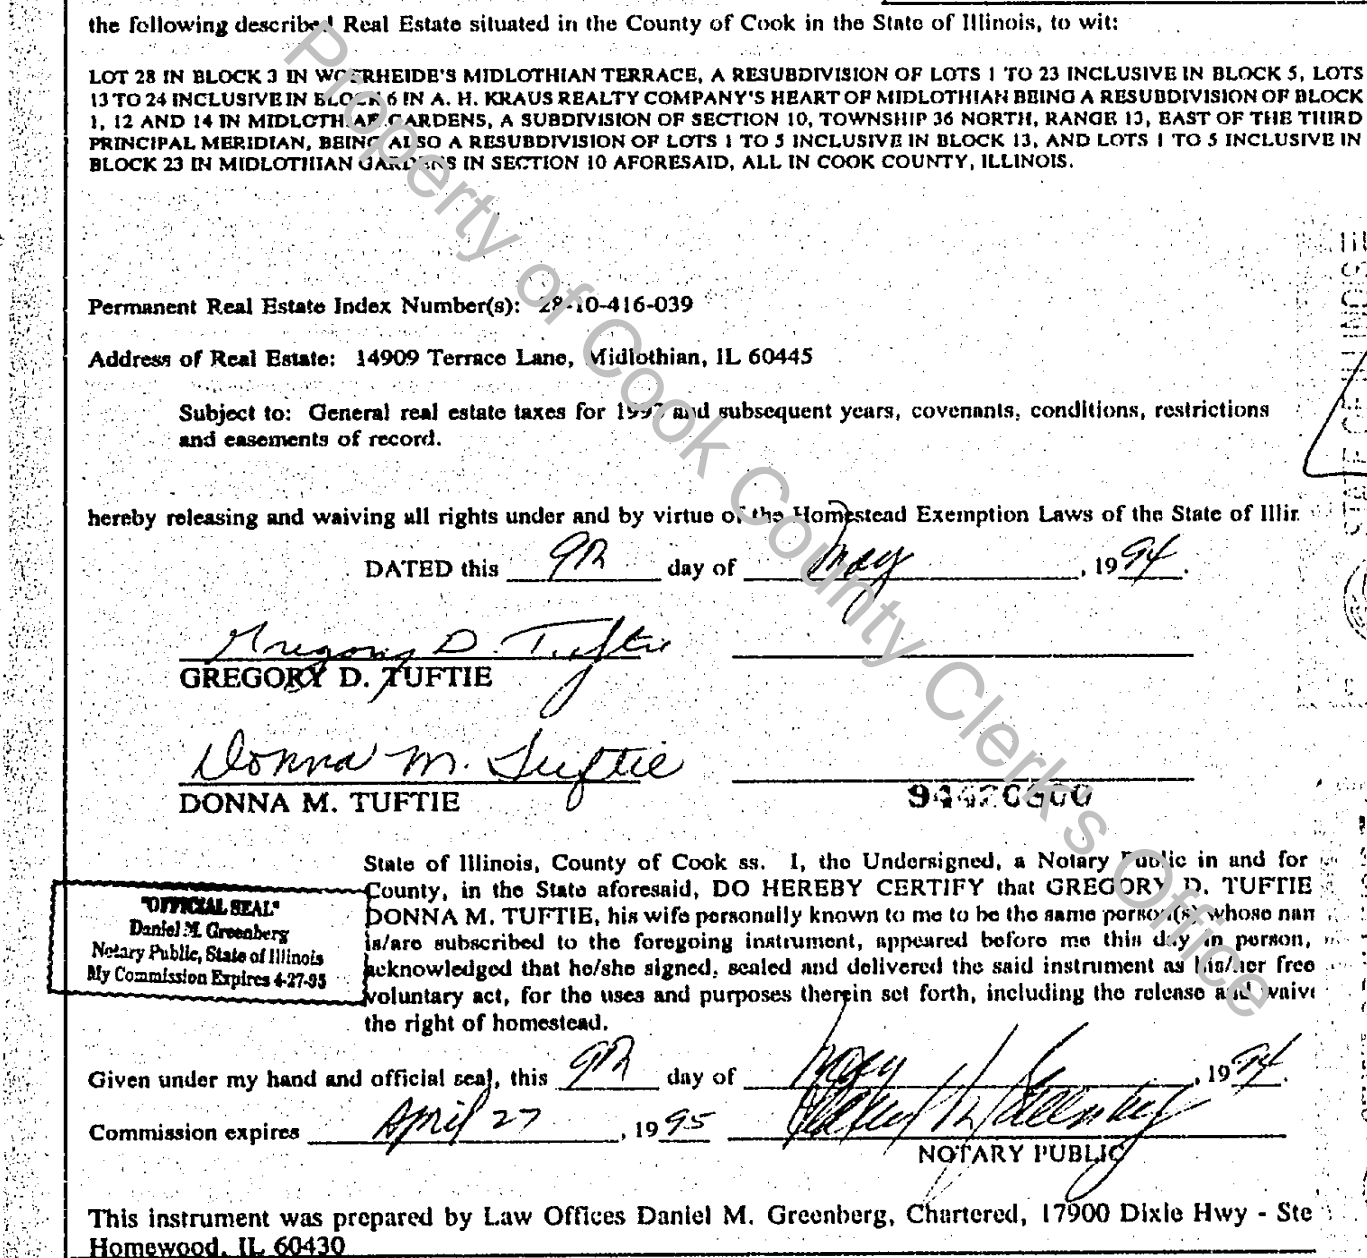 the following described Real Estate situated in the County of Cook in the State of Illinois, to wit:
LOT 28 IN BLOCK 3 IN WOERHEIDE'S MIDLOTHIAN TERRACE, A RESUBDIVISION OF LOTS 1 TO 23 INCLUSIVE IN BLOCK 5, LOTS
13 TO 24 INCLUSIVE IN BLOCK 6 IN A. H. KRAUS REALTY COMPANY'S HEART OF MIDLOTHIAN BEING A RESUBDIVISION OF BLOCK
1, 12 AND 14 IN MIDLOTHIAN GARDENS, A SUBDIVISION OF SECTION 10, TOWNSHIP 36 NORTH, RANGE 13, EAST OF THE THIRD
PRINCIPAL MERIDIAN, BEING ALSO A RESUBDIVISION OF LOTS 1 TO 5 INCLUSIVE IN BLOCK 13, AND LOTS 1 TO 5 INCLUSIVE IN
BLOCK 23 IN MIDLOTHIAN GARDENS IN SECTION 10 AFORESAID, ALL IN COOK COUNTY, ILLINOIS.
Permanent Real Estate Index Number(s): 28-10-416-039
Address of Real Estate: 14909 Terrace Lane, Midlothian, IL 60445
Subject to: General real estate taxes for and subsequent years, covenants, conditions, restrictions
and easements of record.
hereby releasing and waiving all rights under and by virtue of the Homestead Exemption Laws of the State of Illin
DATED this 9th day of May, 1994.
Gregory D. Tuftie
GREGORY D. TUFTIE
Donna M. Tuftie
DONNA M. TUFTIE
State of Illinois, County of Cook ss. I, the Undersigned, a Notary Public in and for
County, in the State aforesaid, DO HEREBY CERTIFY that GREGORY D. TUFTIE
DONNA M. TUFTIE, his wife personally known to me to be the same person(s) whose nam
is/are subscribed to the foregoing instrument, appeared before me this day in person,
acknowledged that he/she signed, sealed and delivered the said instrument as his/her free
voluntary act, for the uses and purposes therein set forth, including the release and waive
the right of homestead.
"OFFICIAL SEAL"
Daniel M. Greenberg
Notary Public, State of Illinois
My Commission Expires 4-27-95
Given under my hand and official seal, this 9th day of May, 1994.
Commission expires April 27, 1995
Daniel M. Greenberg
NOTARY PUBLIC
This instrument was prepared by Law Offices Daniel M. Greenberg, Chartered, 17900 Dixie Hwy - Ste
Homewood, IL 60430
Property of Cook County Clerk's Office